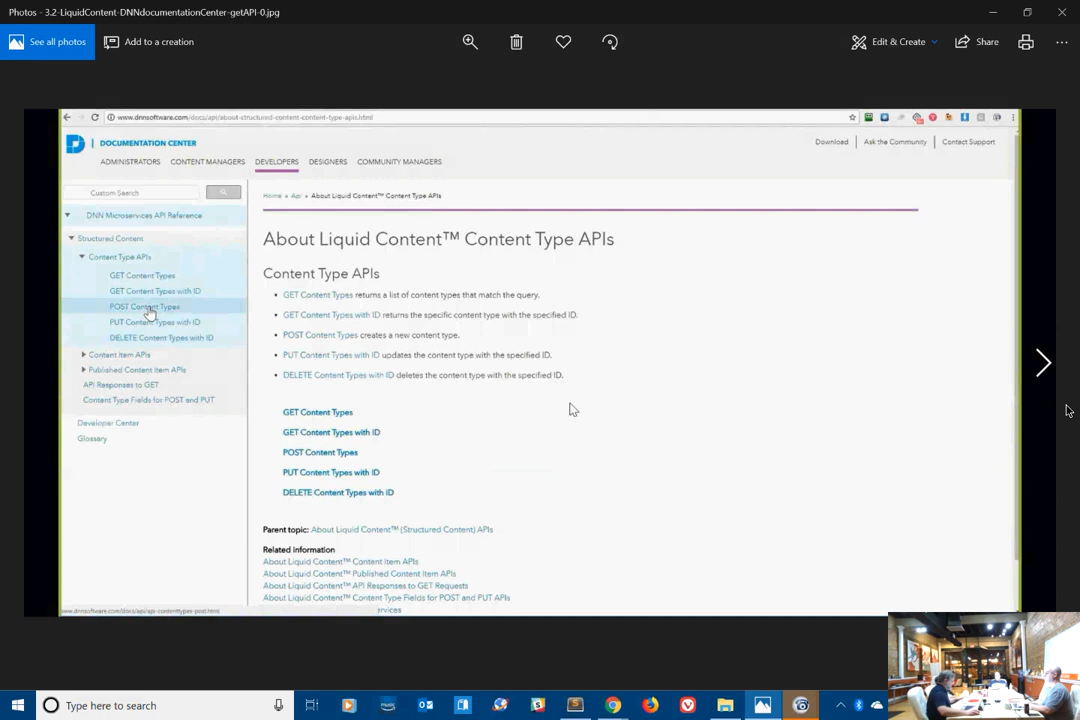 Photos - 3.2-LiquidContent-DNNdocumentationCenter-getAPI-0.jpg
See all photos
Add to a creation
Edit & Create
Share
www.dnnsoftware.com/docs/api/about-structured-content-content-type-apis.html
DOCUMENTATION CENTER
Download
Ask the Community
Contact Support
ADMINISTRATORS
CONTENT MANAGERS
DEVELOPERS
DESIGNERS
COMMUNITY MANAGERS
Custom Search
Home » Api » About Liquid Content™ Content Type APIs
DNN Microservices API Reference
Structured Content
Content Type APIs
GET Content Types
GET Content Types with ID
POST Content Types
PUT Content Types with ID
DELETE Content Types with ID
Content Item APIs
Published Content Item APIs
API Responses to GET
Content Type Fields for POST and PUT
Developer Center
Glossary
About Liquid Content™ Content Type APIs
Content Type APIs
• GET Content Types returns a list of content types that match the query.
• GET Content Types with ID returns the specific content type with the specified ID.
• POST Content Types creates a new content type.
• PUT Content Types with ID updates the content type with the specified ID.
• DELETE Content Types with ID deletes the content type with the specified ID.
GET Content Types
GET Content Types with ID
POST Content Types
PUT Content Types with ID
DELETE Content Types with ID
Parent topic: About Liquid Content™ (Structured Content) APIs
Related information
About Liquid Content™ Content Item APIs
About Liquid Content™ Published Content Item APIs
About Liquid Content™ API Responses to GET Requests
About Liquid Content™ Content Type Fields for POST and PUT APIs
www.dnnsoftware.com/docs/api/api-contenttypes-post.html
Type here to search